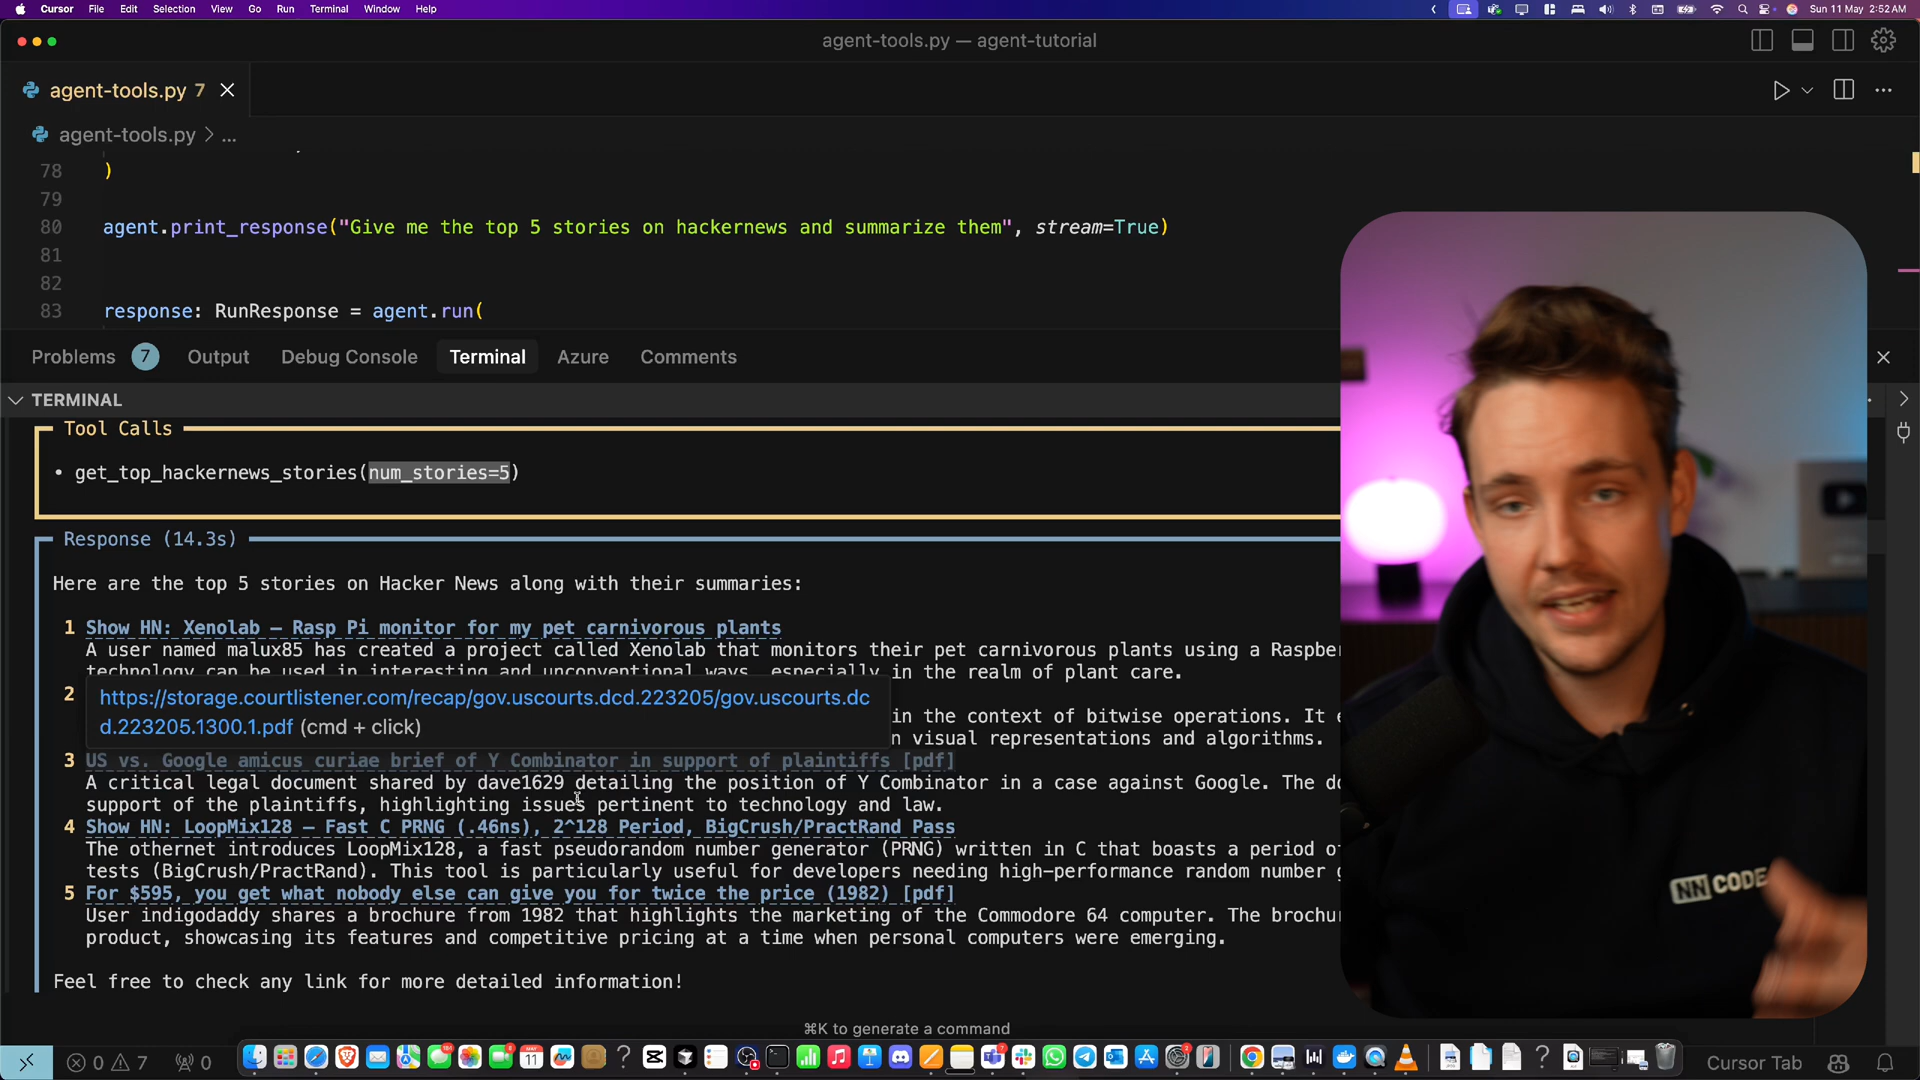 Cursor File Edit Selection View Go Run Terminal Window Help Sun 11 May 2:52 AM
agent-tools.py — agent-tutorial
agent-tools.py 7
agent-tools.py > ...
78 )
79
80 agent.print_response("Give me the top 5 stories on hackernews and summarize them", stream=True)
81
82
83 response: RunResponse = agent.run(
Problems 7 Output Debug Console Terminal Azure Comments
TERMINAL
Tool Calls
• get_top_hackernews_stories(num_stories=5)
Response (14.3s)
Here are the top 5 stories on Hacker News along with their summaries:
1 Show HN: Xenolab – Rasp Pi monitor for my pet carnivorous plants
A user named malux85 has created a project called Xenolab that monitors their pet carnivorous plants using a Raspbe
technology can be used in interesting and unconventional ways, especially in the realm of plant care.
2
https://storage.courtlistener.com/recap/gov.uscourts.dcd.223205/gov.uscourts.dc
d.223205.1300.1.pdf (cmd + click)
in the context of bitwise operations. It e
n visual representations and algorithms.
3 US vs. Google amicus curiae brief of Y Combinator in support of plaintiffs [pdf]
A critical legal document shared by dave1629 detailing the position of Y Combinator in a case against Google. The do
support of the plaintiffs, highlighting issues pertinent to technology and law.
4 Show HN: LoopMix128 – Fast C PRNG (.46ns), 2^128 Period, BigCrush/PractRand Pass
The othernet introduces LoopMix128, a fast pseudorandom number generator (PRNG) written in C that boasts a period o
tests (BigCrush/PractRand). This tool is particularly useful for developers needing high-performance random number g
5 For $595, you get what nobody else can give you for twice the price (1982) [pdf]
User indigodaddy shares a brochure from 1982 that highlights the marketing of the Commodore 64 computer. The brochu
product, showcasing its features and competitive pricing at a time when personal computers were emerging.
Feel free to check any link for more detailed information!
⌘K to generate a command
0 7 0 Cursor Tab
NN CODE